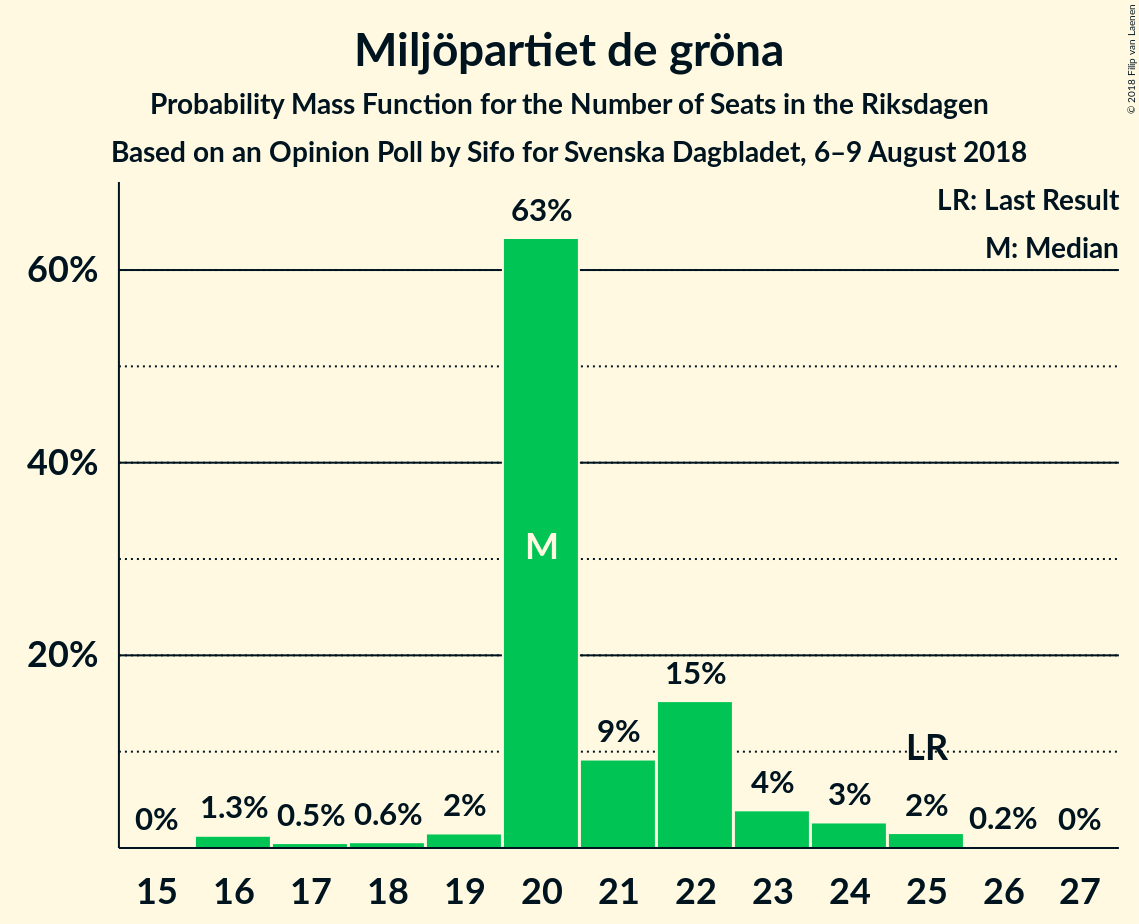 Miljöpartiet de gröna
Probability Mass Function for the Number of Seats in the Riksdagen
Based on an Opinion Poll by Sifo for Svenska Dagbladet, 6–9 August 2018
© 2018 Filip van Laenen
LR: Last Result
M: Median
60%
40%
20%
0%
1.3%
0.5%
0.6%
2%
63%
M
9%
15%
4%
3%
LR
2%
0.2%
0%
15 16 17 18 19 20 21 22 23 24 25 26 27